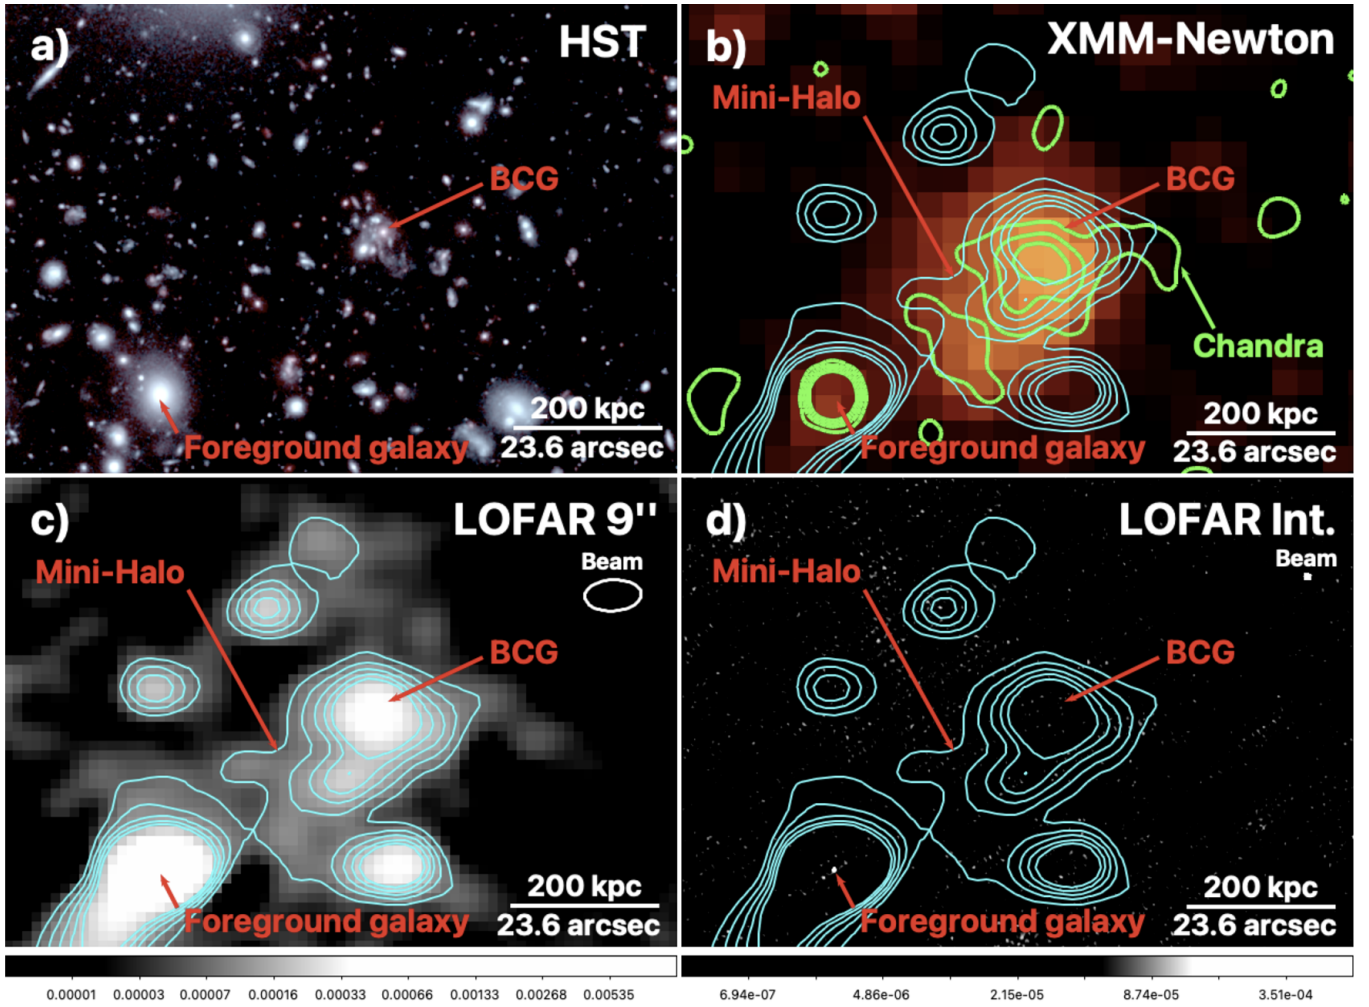 a)
HST
BCG
Foreground galaxy
200 kpc
23.6 arcsec
b)
XMM-Newton
Mini-Halo
BCG
Chandra
Foreground galaxy
200 kpc
23.6 arcsec
c)
LOFAR 9''
Beam
Mini-Halo
BCG
Foreground galaxy
200 kpc
23.6 arcsec
d)
LOFAR Int.
Beam
Mini-Halo
BCG
Foreground galaxy
200 kpc
23.6 arcsec
0.00001 0.00003 0.00007 0.00016 0.00033 0.00066 0.00133 0.00268 0.00535
6.94e-07 4.86e-06 2.15e-05 8.74e-05 3.51e-04